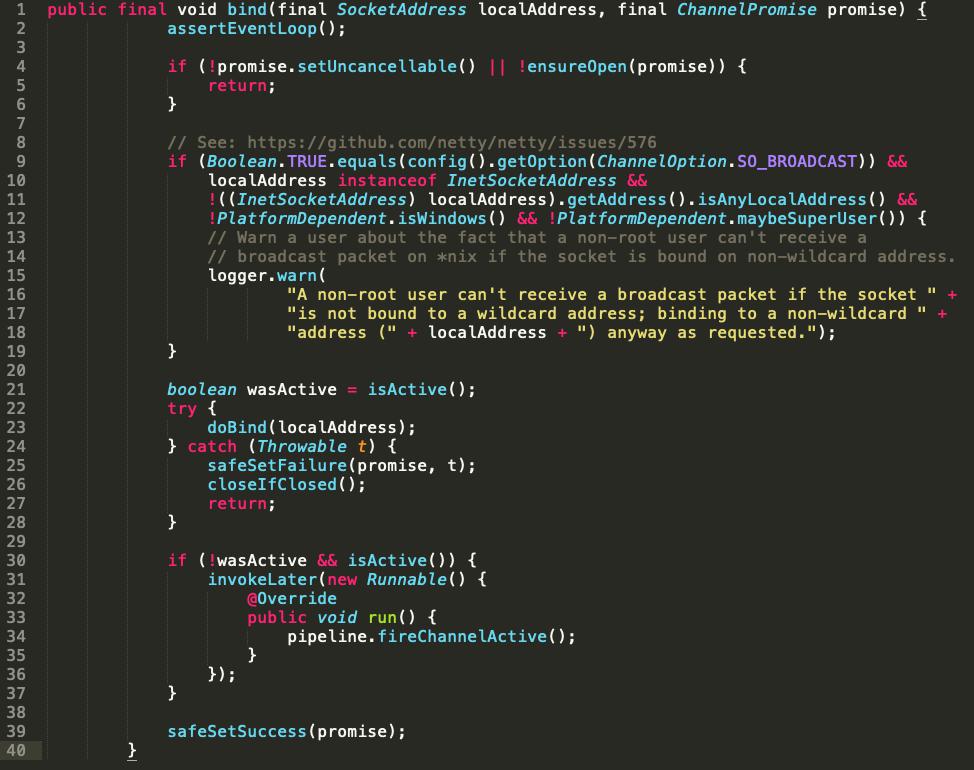 1 public final void bind(final SocketAddress localAddress, final ChannelPromise promise) {
2             assertEventLoop();
3
4             if (!promise.setUncancellable() || !ensureOpen(promise)) {
5                 return;
6             }
7
8             // See: https://github.com/netty/netty/issues/576
9             if (Boolean.TRUE.equals(config().getOption(ChannelOption.SO_BROADCAST)) &&
10                 localAddress instanceof InetSocketAddress &&
11                 !((InetSocketAddress) localAddress).getAddress().isAnyLocalAddress() &&
12                 !PlatformDependent.isWindows() && !PlatformDependent.maybeSuperUser()) {
13                 // Warn a user about the fact that a non-root user can't receive a
14                 // broadcast packet on *nix if the socket is bound on non-wildcard address.
15                 logger.warn(
16                         "A non-root user can't receive a broadcast packet if the socket " +
17                         "is not bound to a wildcard address; binding to a non-wildcard " +
18                         "address (" + localAddress + ") anyway as requested.");
19             }
20
21             boolean wasActive = isActive();
22             try {
23                 doBind(localAddress);
24             } catch (Throwable t) {
25                 safeSetFailure(promise, t);
26                 closeIfClosed();
27                 return;
28             }
29
30             if (!wasActive && isActive()) {
31                 invokeLater(new Runnable() {
32                     @Override
33                     public void run() {
34                         pipeline.fireChannelActive();
35                     }
36                 });
37             }
38
39             safeSetSuccess(promise);
40         }